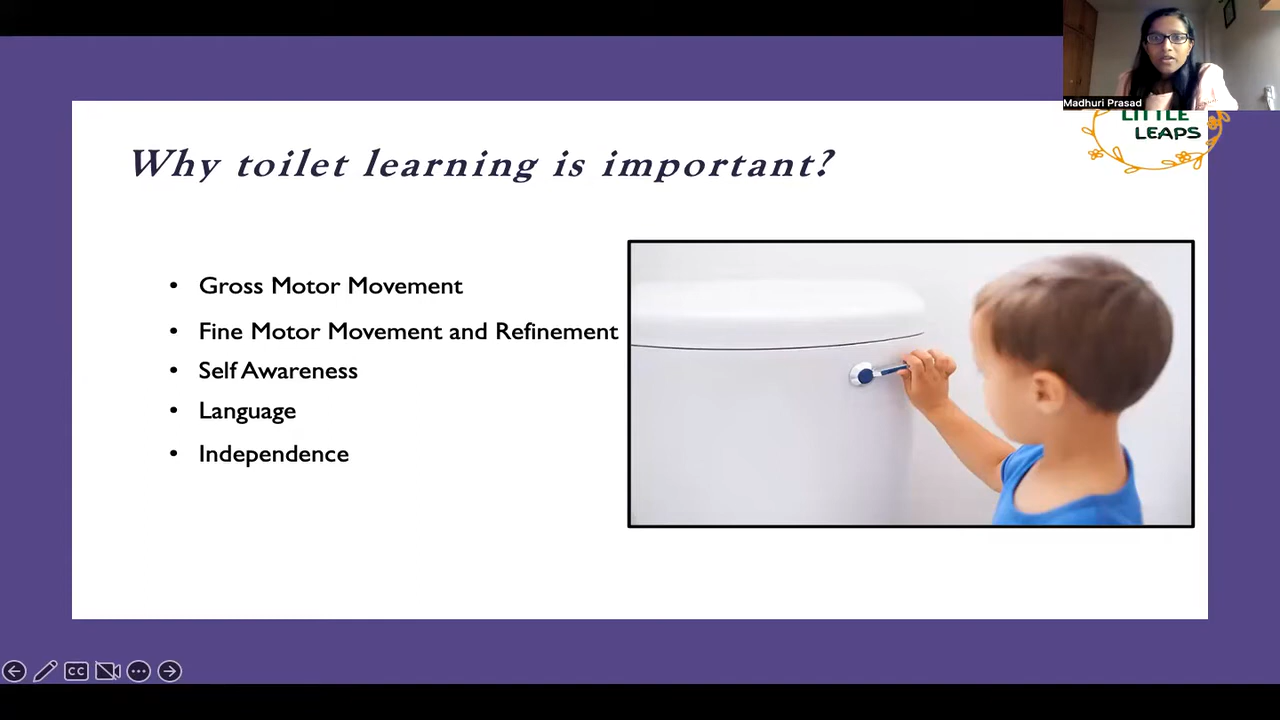 Madhuri Prasad
LITTLE
LEAPS
Why toilet learning is important?
• Gross Motor Movement
• Fine Motor Movement and Refinement
• Self Awareness
• Language
• Independence
CC